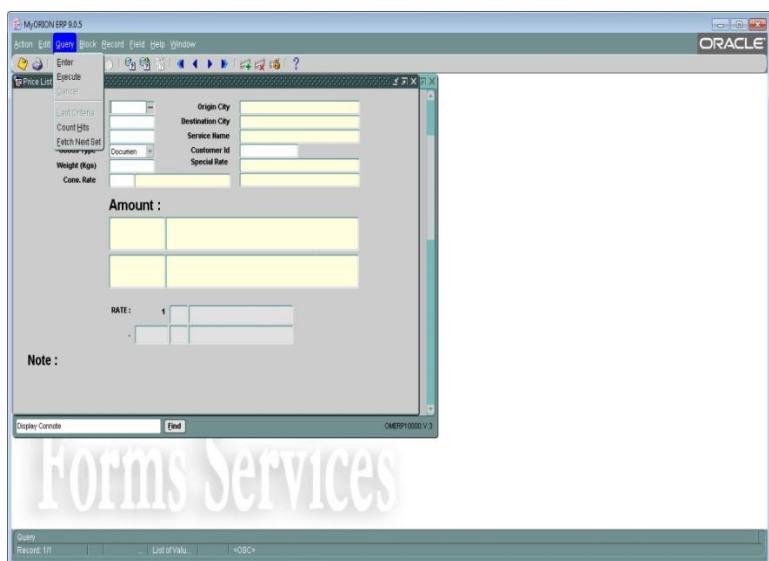 MyORION ERP 9.0.5
Action Edit Query Block Record Field Help Window
ORACLE
Enter
Execute
Cancel
Last Criteria
Count Hits
Fetch Next Set
Price List
Origin City
Destination City
Service Name
Goods Type Documen Customer Id
Weight (Kgs) Special Rate
Cone. Rate
Amount :
RATE : 1
-
Note :
Display Connote Find OMERP10000.V.3
Forms Services
Query
Record: 1/1 ... List of Valu... <OSC>